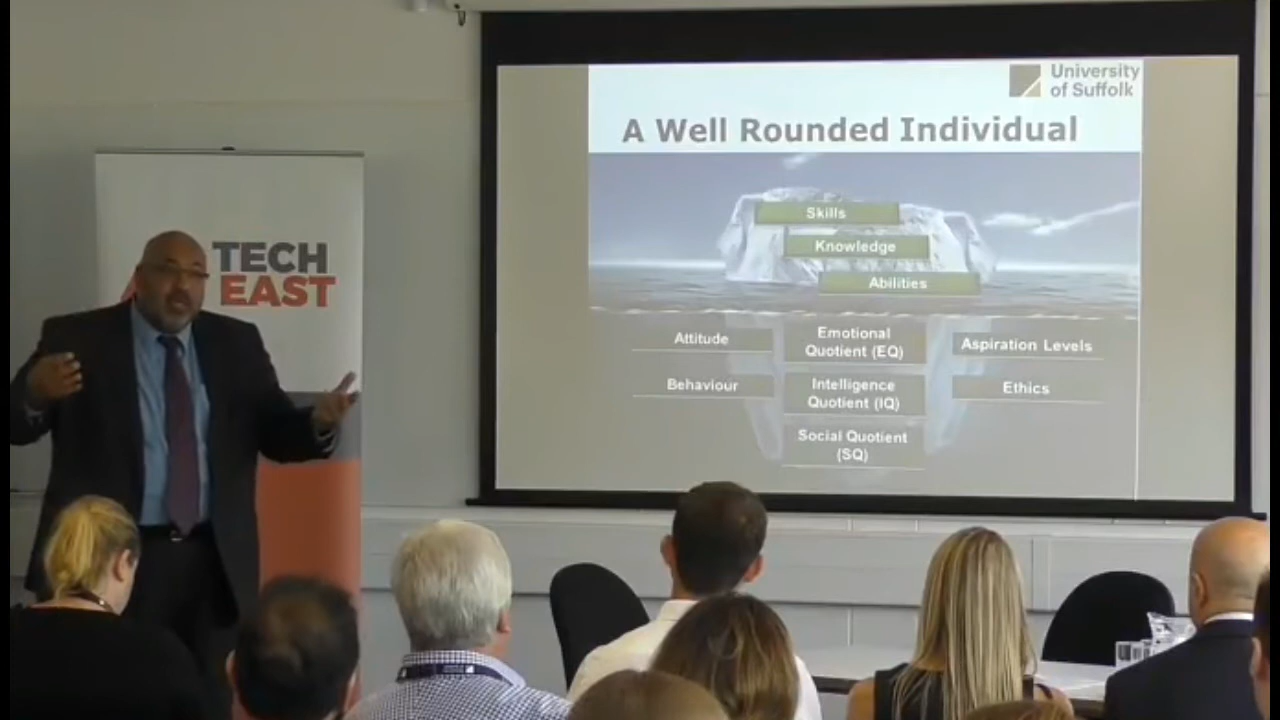 TECH
EAST
University
of Suffolk
A Well Rounded Individual
Skills
Knowledge
Abilities
Attitude
Emotional
Quotient (EQ)
Aspiration Levels
Behaviour
Intelligence
Quotient (IQ)
Ethics
Social Quotient
(SQ)